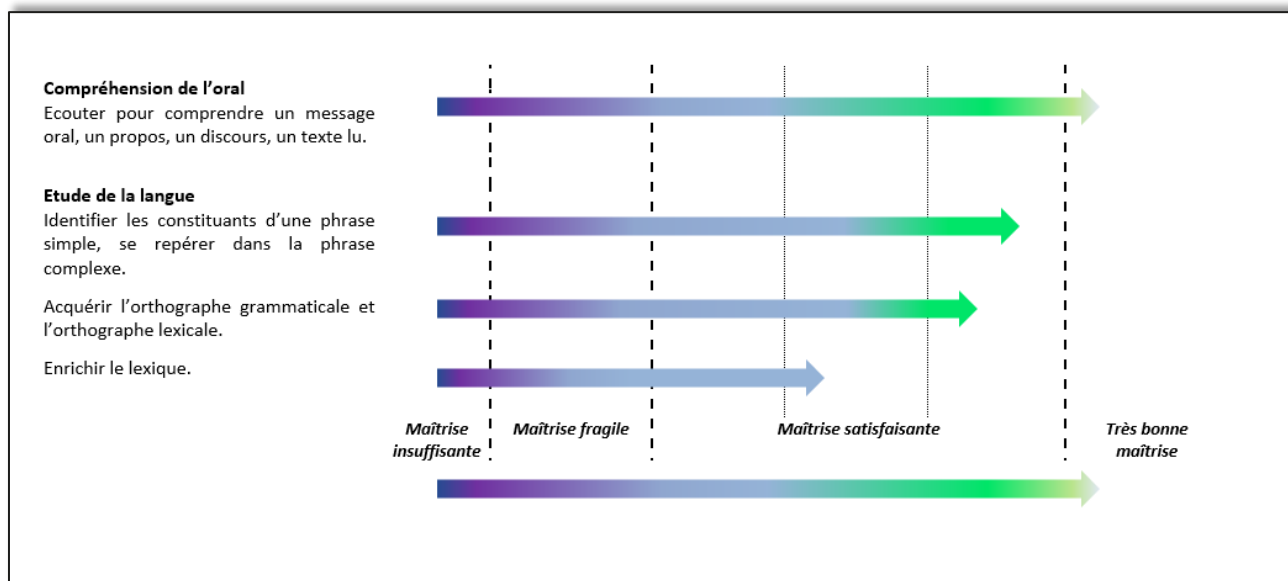 Compréhension de l’oral
Ecouter pour comprendre un message
oral, un propos, un discours, un texte lu.
Etude de la langue
Identifier les constituants d’une phrase
simple, se repérer dans la phrase
complexe.
Acquérir l’orthographe grammaticale et
l’orthographe lexicale.
Enrichir le lexique.
Maîtrise
insuffisante
Maîtrise fragile
Maîtrise satisfaisante
Très bonne
maîtrise